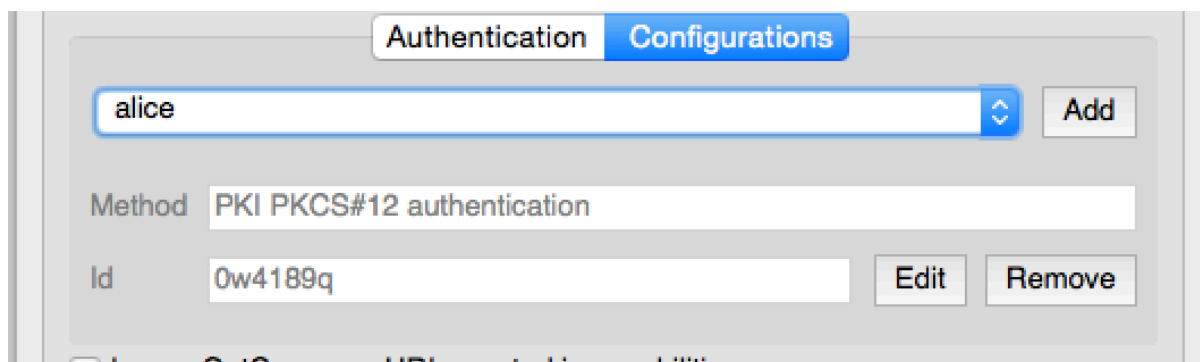 Authentication Configurations
alice Add
Method PKI PKCS#12 authentication
Id 0w4189q Edit Remove